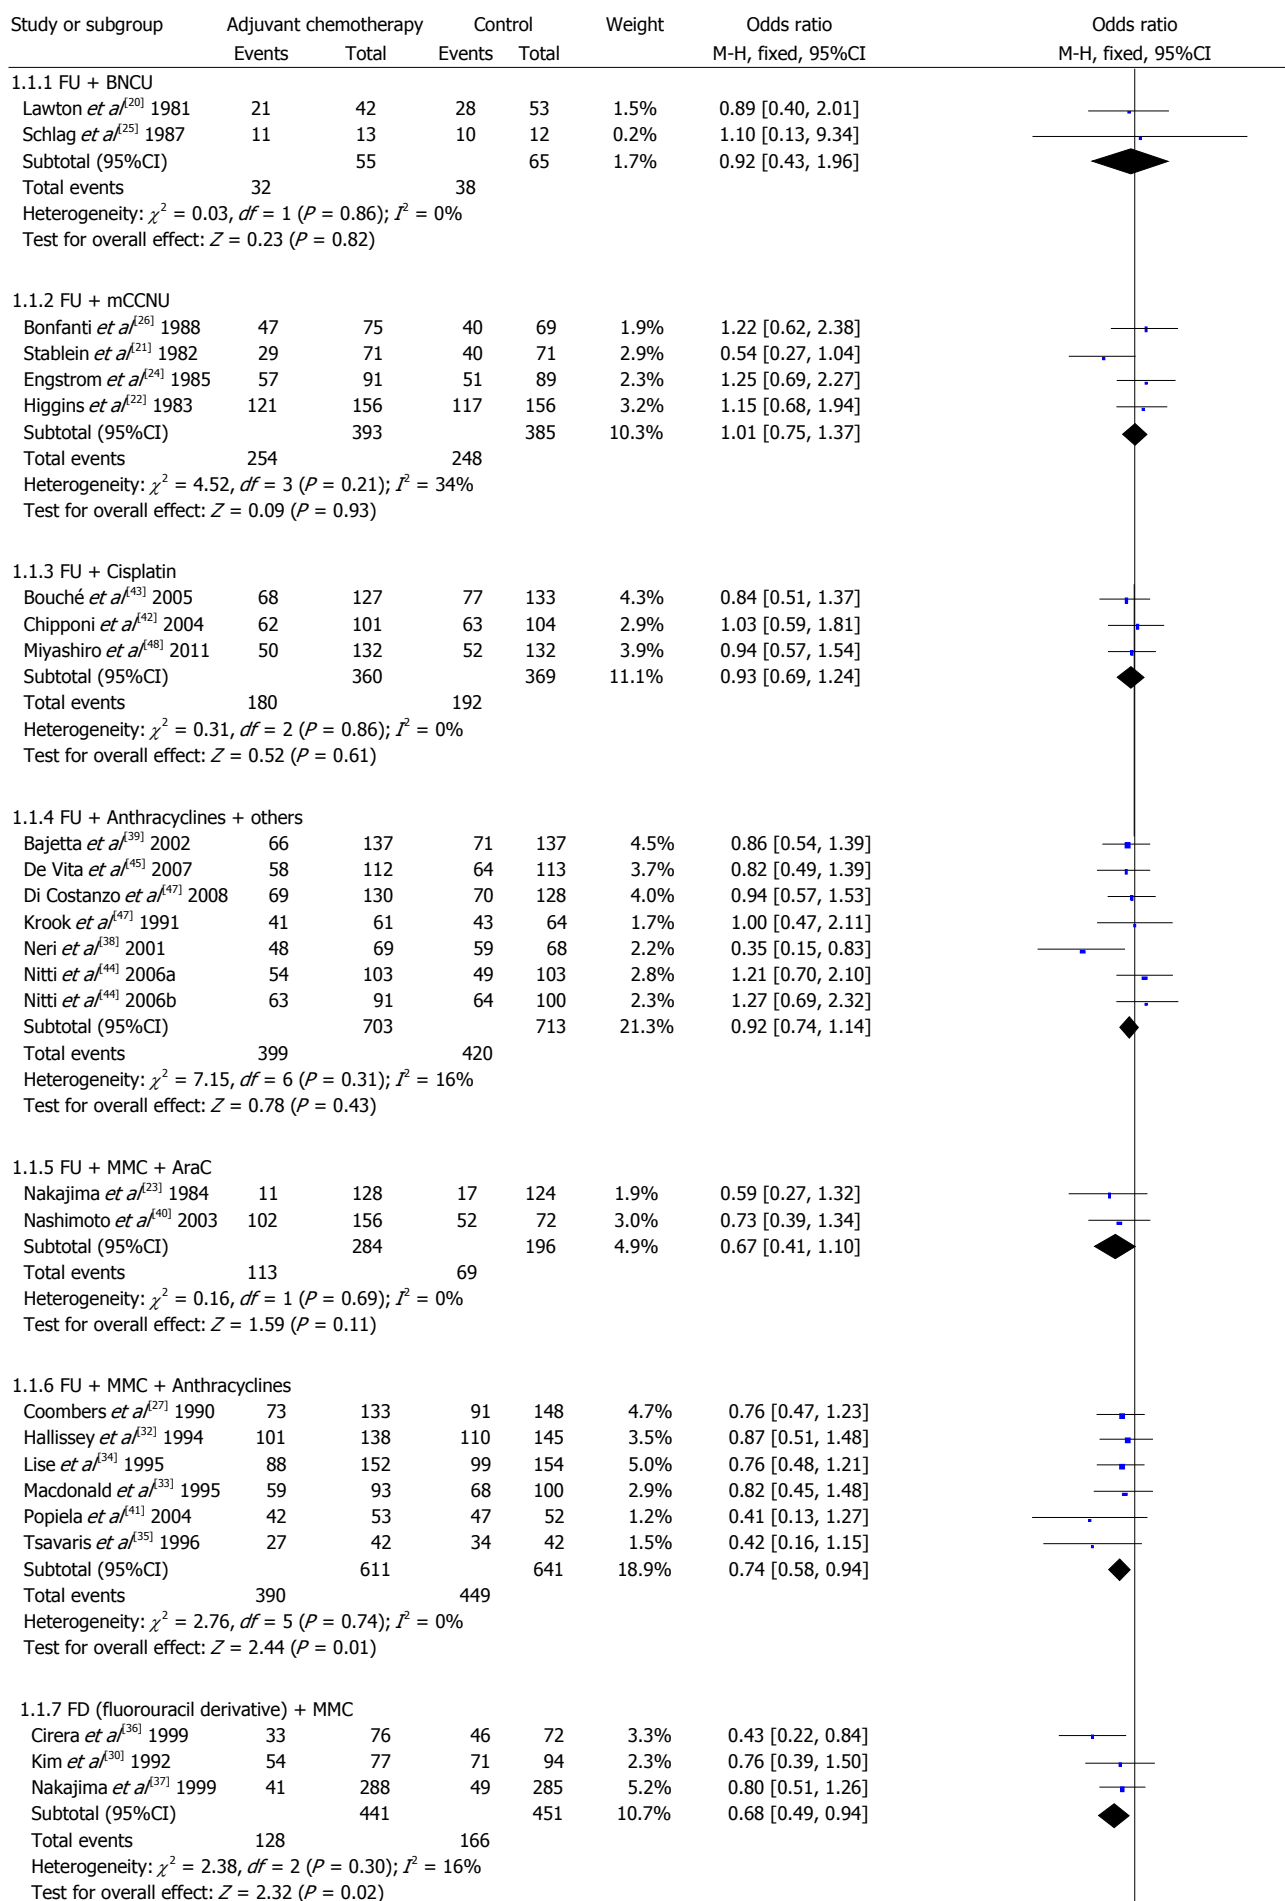 Study or subgroup Adjuvant chemotherapy Control Weight Odds ratio Odds ratio
Events Total Events Total M-H, fixed, 95%CI M-H, fixed, 95%CI
1.1.1 FU + BNCU
Lawton et al[20] 1981 21 42 28 53 1.5% 0.89 [0.40, 2.01]
Schlag et al[25] 1987 11 13 10 12 0.2% 1.10 [0.13, 9.34]
Subtotal (95%CI) 55 65 1.7% 0.92 [0.43, 1.96]
Total events 32 38
Heterogeneity: χ² = 0.03, df = 1 (P = 0.86); I² = 0%
Test for overall effect: Z = 0.23 (P = 0.82)
1.1.2 FU + mCCNU
Bonfanti et al[26] 1988 47 75 40 69 1.9% 1.22 [0.62, 2.38]
Stablein et al[21] 1982 29 71 40 71 2.9% 0.54 [0.27, 1.04]
Engstrom et al[24] 1985 57 91 51 89 2.3% 1.25 [0.69, 2.27]
Higgins et al[22] 1983 121 156 117 156 3.2% 1.15 [0.68, 1.94]
Subtotal (95%CI) 393 385 10.3% 1.01 [0.75, 1.37]
Total events 254 248
Heterogeneity: χ² = 4.52, df = 3 (P = 0.21); I² = 34%
Test for overall effect: Z = 0.09 (P = 0.93)
1.1.3 FU + Cisplatin
Bouché et al[43] 2005 68 127 77 133 4.3% 0.84 [0.51, 1.37]
Chipponi et al[42] 2004 62 101 63 104 2.9% 1.03 [0.59, 1.81]
Miyashiro et al[48] 2011 50 132 52 132 3.9% 0.94 [0.57, 1.54]
Subtotal (95%CI) 360 369 11.1% 0.93 [0.69, 1.24]
Total events 180 192
Heterogeneity: χ² = 0.31, df = 2 (P = 0.86); I² = 0%
Test for overall effect: Z = 0.52 (P = 0.61)
1.1.4 FU + Anthracyclines + others
Bajetta et al[39] 2002 66 137 71 137 4.5% 0.86 [0.54, 1.39]
De Vita et al[45] 2007 58 112 64 113 3.7% 0.82 [0.49, 1.39]
Di Costanzo et al[47] 2008 69 130 70 128 4.0% 0.94 [0.57, 1.53]
Krook et al[47] 1991 41 61 43 64 1.7% 1.00 [0.47, 2.11]
Neri et al[38] 2001 48 69 59 68 2.2% 0.35 [0.15, 0.83]
Nitti et al[44] 2006a 54 103 49 103 2.8% 1.21 [0.70, 2.10]
Nitti et al[44] 2006b 63 91 64 100 2.3% 1.27 [0.69, 2.32]
Subtotal (95%CI) 703 713 21.3% 0.92 [0.74, 1.14]
Total events 399 420
Heterogeneity: χ² = 7.15, df = 6 (P = 0.31); I² = 16%
Test for overall effect: Z = 0.78 (P = 0.43)
1.1.5 FU + MMC + AraC
Nakajima et al[23] 1984 11 128 17 124 1.9% 0.59 [0.27, 1.32]
Nashimoto et al[40] 2003 102 156 52 72 3.0% 0.73 [0.39, 1.34]
Subtotal (95%CI) 284 196 4.9% 0.67 [0.41, 1.10]
Total events 113 69
Heterogeneity: χ² = 0.16, df = 1 (P = 0.69); I² = 0%
Test for overall effect: Z = 1.59 (P = 0.11)
1.1.6 FU + MMC + Anthracyclines
Coombers et al[27] 1990 73 133 91 148 4.7% 0.76 [0.47, 1.23]
Hallissey et al[32] 1994 101 138 110 145 3.5% 0.87 [0.51, 1.48]
Lise et al[34] 1995 88 152 99 154 5.0% 0.76 [0.48, 1.21]
Macdonald et al[33] 1995 59 93 68 100 2.9% 0.82 [0.45, 1.48]
Popiela et al[41] 2004 42 53 47 52 1.2% 0.41 [0.13, 1.27]
Tsavaris et al[35] 1996 27 42 34 42 1.5% 0.42 [0.16, 1.15]
Subtotal (95%CI) 611 641 18.9% 0.74 [0.58, 0.94]
Total events 390 449
Heterogeneity: χ² = 2.76, df = 5 (P = 0.74); I² = 0%
Test for overall effect: Z = 2.44 (P = 0.01)
1.1.7 FD (fluorouracil derivative) + MMC
Cirera et al[36] 1999 33 76 46 72 3.3% 0.43 [0.22, 0.84]
Kim et al[30] 1992 54 77 71 94 2.3% 0.76 [0.39, 1.50]
Nakajima et al[37] 1999 41 288 49 285 5.2% 0.80 [0.51, 1.26]
Subtotal (95%CI) 441 451 10.7% 0.68 [0.49, 0.94]
Total events 128 166
Heterogeneity: χ² = 2.38, df = 2 (P = 0.30); I² = 16%
Test for overall effect: Z = 2.32 (P = 0.02)